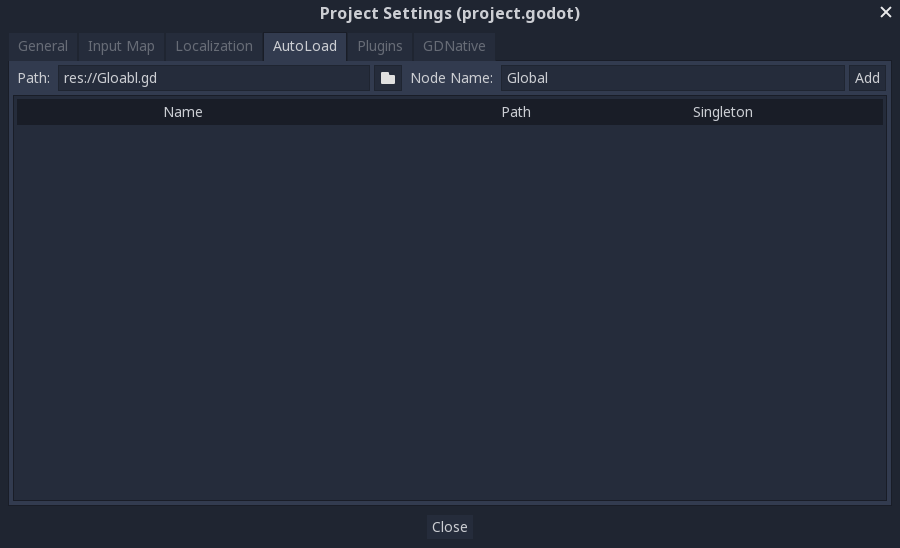 Project Settings (project.godot)
General Input Map Localization AutoLoad Plugins GDNative
Path: res://Gloabl.gd Node Name: Global Add
Name Path Singleton
Close